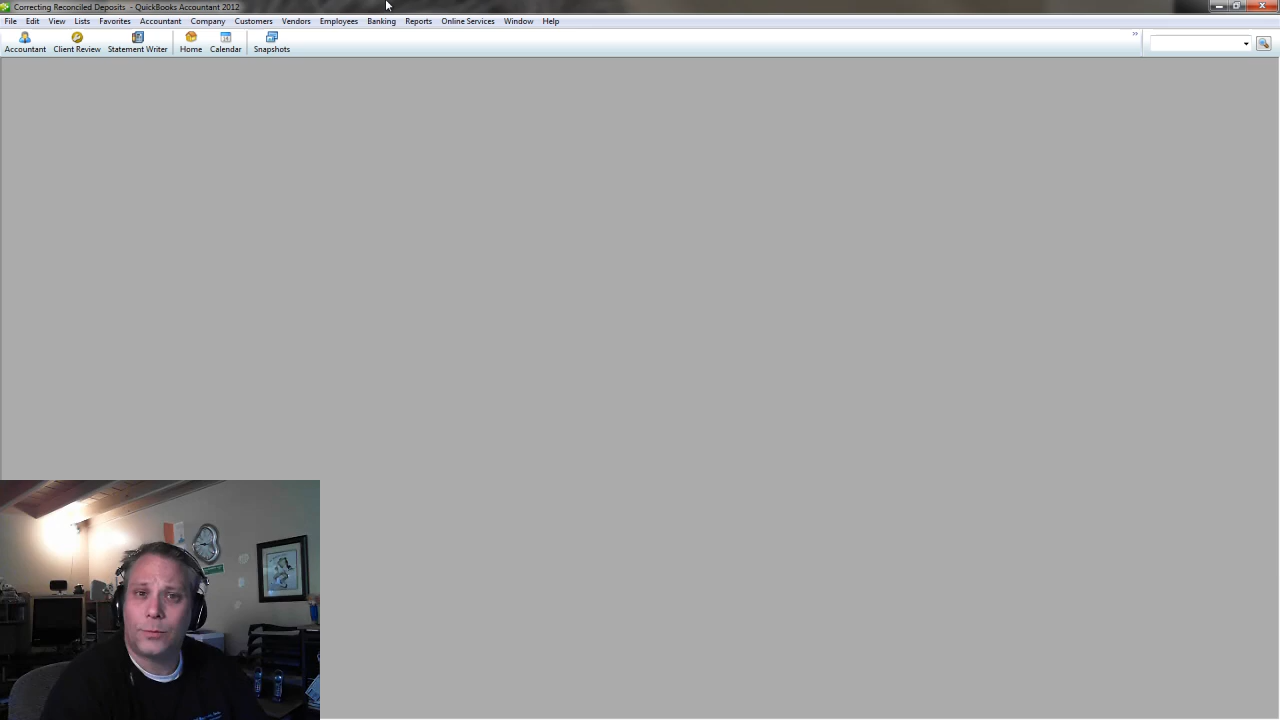 Correcting Reconciled Deposits - QuickBooks Accountant 2012
File Edit View Lists Favorites Accountant Company Customers Vendors Employees Banking Reports Online Services Window Help
Accountant Client Review Statement Writer Home Calendar Snapshots